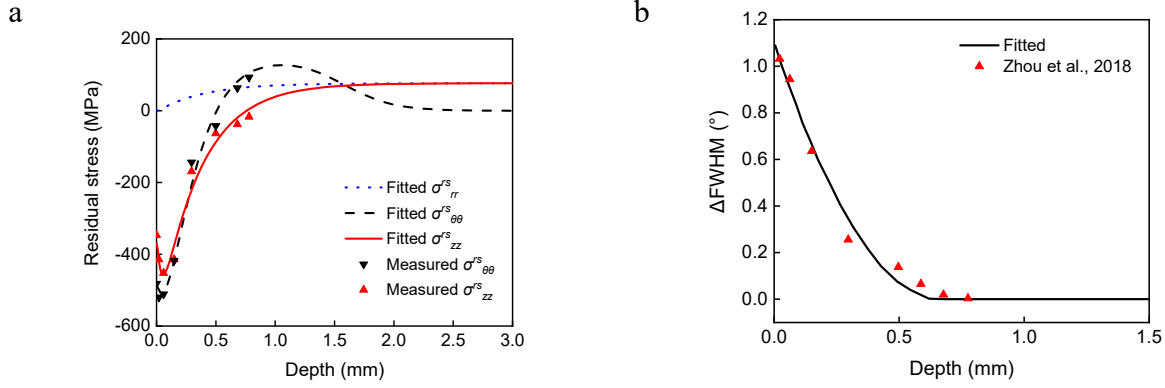 a
200
0
-200
-400
-600
0.0 0.5 1.0 1.5 2.0 2.5 3.0
Residual stress (MPa)
Depth (mm)
Fitted σ^rs_rr
Fitted σ^rs_θθ
Fitted σ^rs_zz
Measured σ^rs_θθ
Measured σ^rs_zz
b
1.2
1.0
0.8
0.6
0.4
0.2
0.0
0.0 0.5 1.0 1.5
ΔFWHM (°)
Depth (mm)
Fitted
Zhou et al., 2018